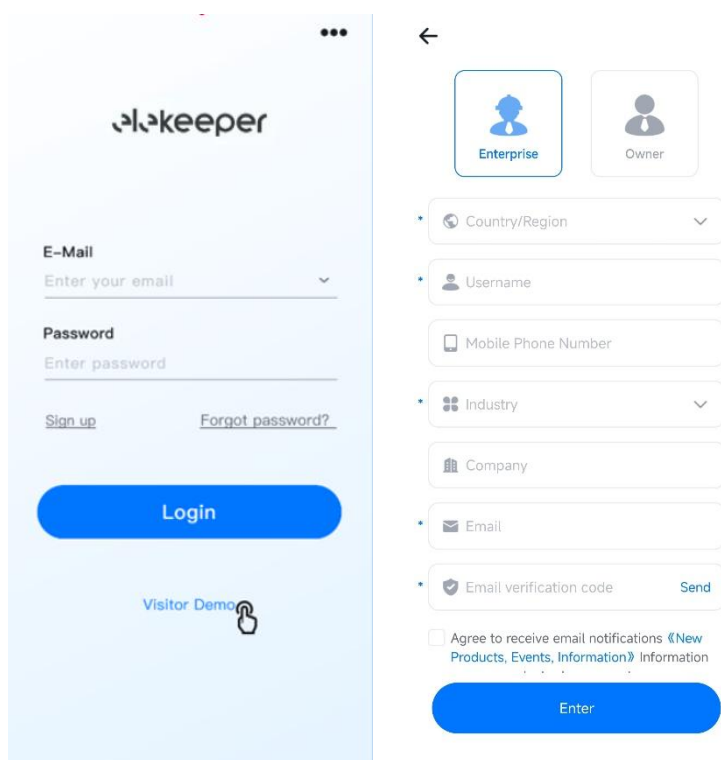 elekeeper
E-Mail
Enter your email
Password
Enter password
Sign up
Forgot password?
Login
Visitor Demo
Enterprise
Owner
* Country/Region
* Username
Mobile Phone Number
* Industry
Company
* Email
* Email verification code Send
Agree to receive email notifications 《New
Products, Events, Information》 Information
Enter